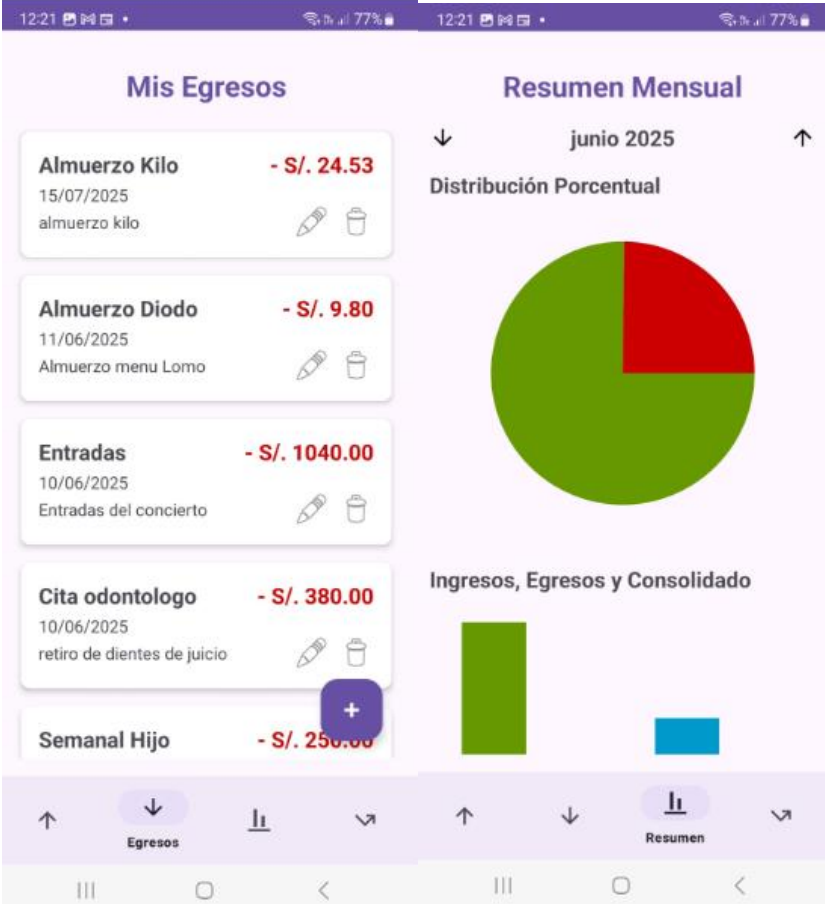 12:21
77%
Mis Egresos
Almuerzo Kilo - S/. 24.53
15/07/2025
almuerzo kilo
Almuerzo Diodo - S/. 9.80
11/06/2025
Almuerzo menu Lomo
Entradas - S/. 1040.00
10/06/2025
Entradas del concierto
Cita odontologo - S/. 380.00
10/06/2025
retiro de dientes de juicio
+
Semanal Hijo - S/. 250.00
Egresos
12:21
77%
Resumen Mensual
junio 2025
Distribución Porcentual
Ingresos, Egresos y Consolidado
Resumen